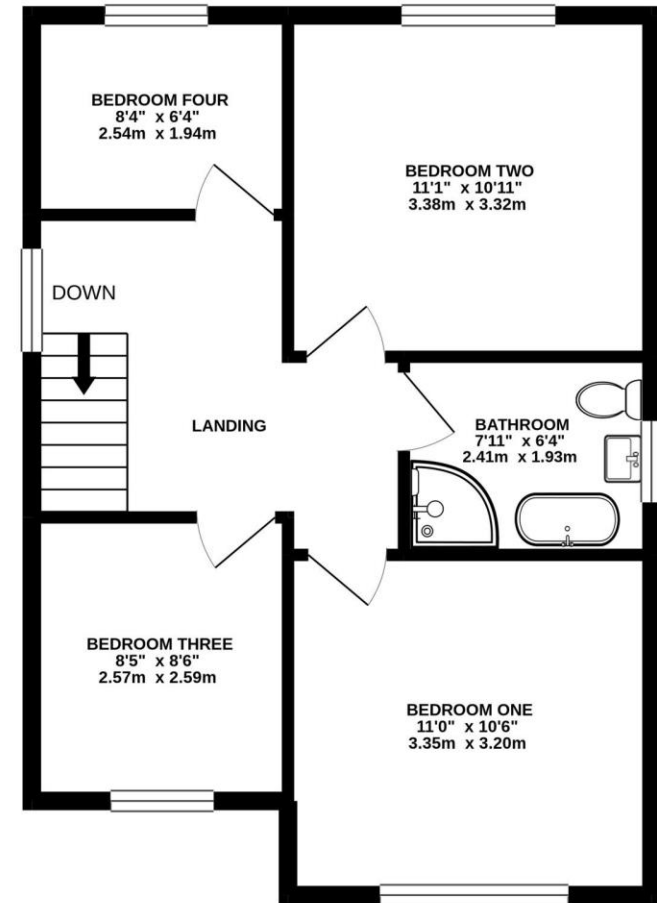 BEDROOM FOUR
8'4" x 6'4"
2.54m x 1.94m
BEDROOM TWO
11'1" x 10'11"
3.38m x 3.32m
DOWN
LANDING
BATHROOM
7'11" x 6'4"
2.41m x 1.93m
BEDROOM THREE
8'5" x 8'6"
2.57m x 2.59m
BEDROOM ONE
11'0" x 10'6"
3.35m x 3.20m